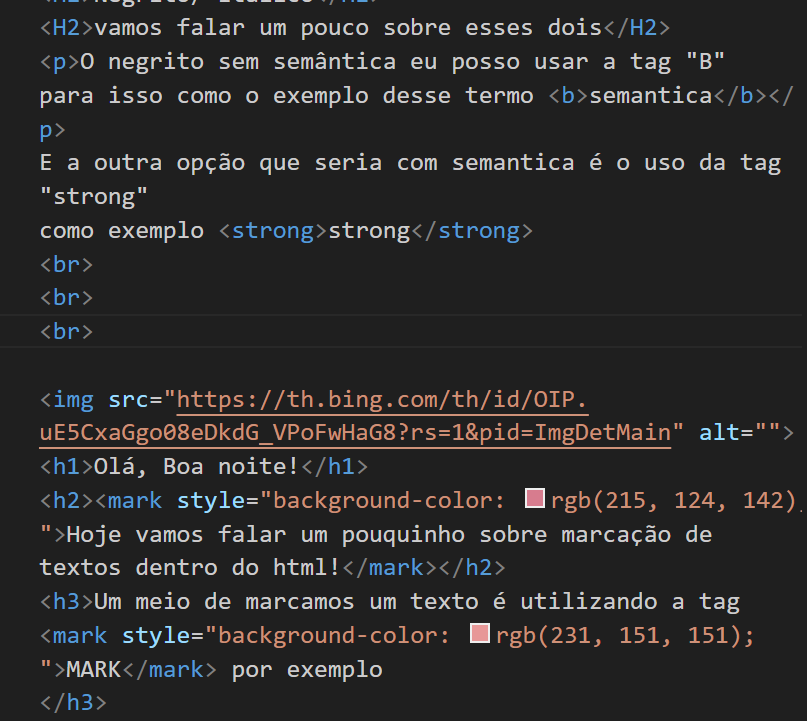 <H2>vamos falar um pouco sobre esses dois</H2>
<p>O negrito sem semântica eu posso usar a tag "B"
para isso como o exemplo desse termo <b>semantica</b></
p>
E a outra opção que seria com semantica é o uso da tag
"strong"
como exemplo <strong>strong</strong>
<br>
<br>
<br>
<img src="https://th.bing.com/th/id/OIP.
uE5CxaGgo08eDkdG_VPoFwHaG8?rs=1&pid=ImgDetMain" alt="">
<h1>Olá, Boa noite!</h1>
<h2><mark style="background-color: rgb(215, 124, 142)
">Hoje vamos falar um pouquinho sobre marcação de
textos dentro do html!</mark></h2>
<h3>Um meio de marcamos um texto é utilizando a tag
<mark style="background-color: rgb(231, 151, 151);
">MARK</mark> por exemplo
</h3>